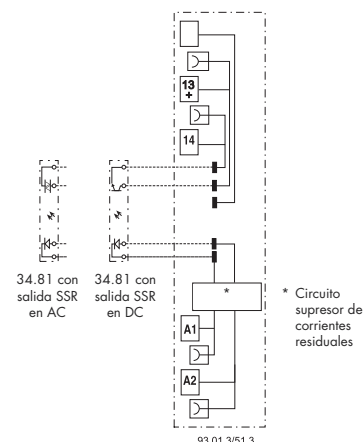 13
+
14
34.81 con
salida SSR
en AC
34.81 con
salida SSR
en DC
*
* Circuito
supresor de
corrientes
residuales
A1
A2
93.01.3/51.3